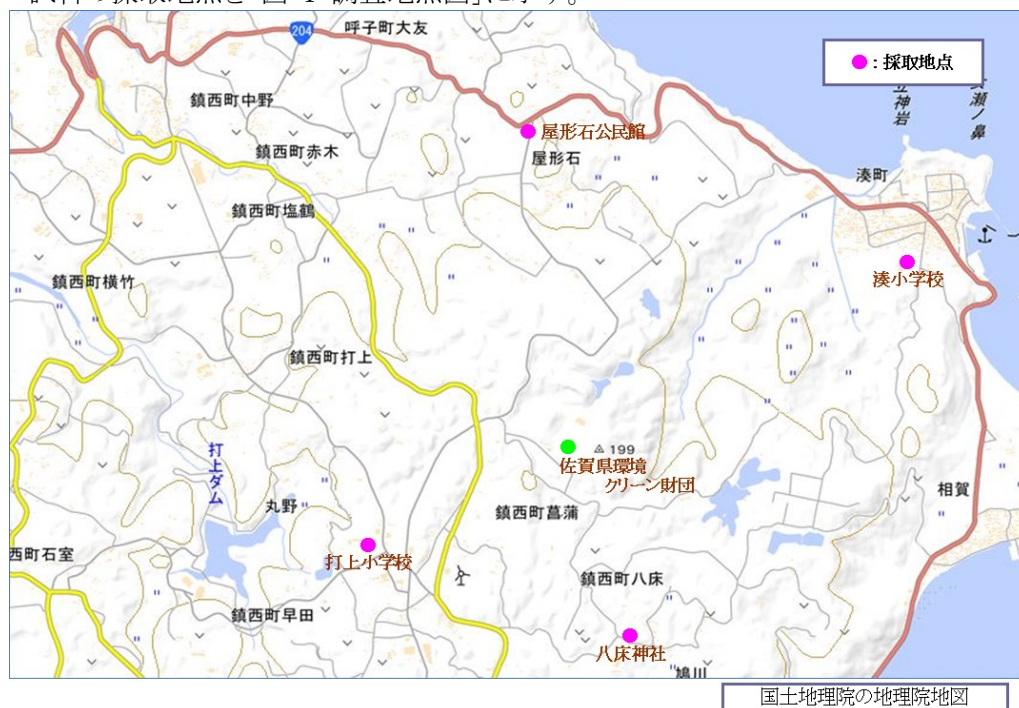 試料の採取地点を「図-1 調査地点図」に示す。
204
呼子町大友
●：採取地点
鎮西町中野
立神岩
屋形石公民館
鎮西町赤木
屋形石
湊町
鎮西町塩鶴
湊小学校
鎮西町横竹
鎮西町打上
打上ダム
199
佐賀県環境
クリーン財団
丸野
鎮西町菖蒲
相賀
西町石室
打上小学校
鎮西町八床
鎮西町早田
八床神社
鳩川
国土地理院の地理院地図